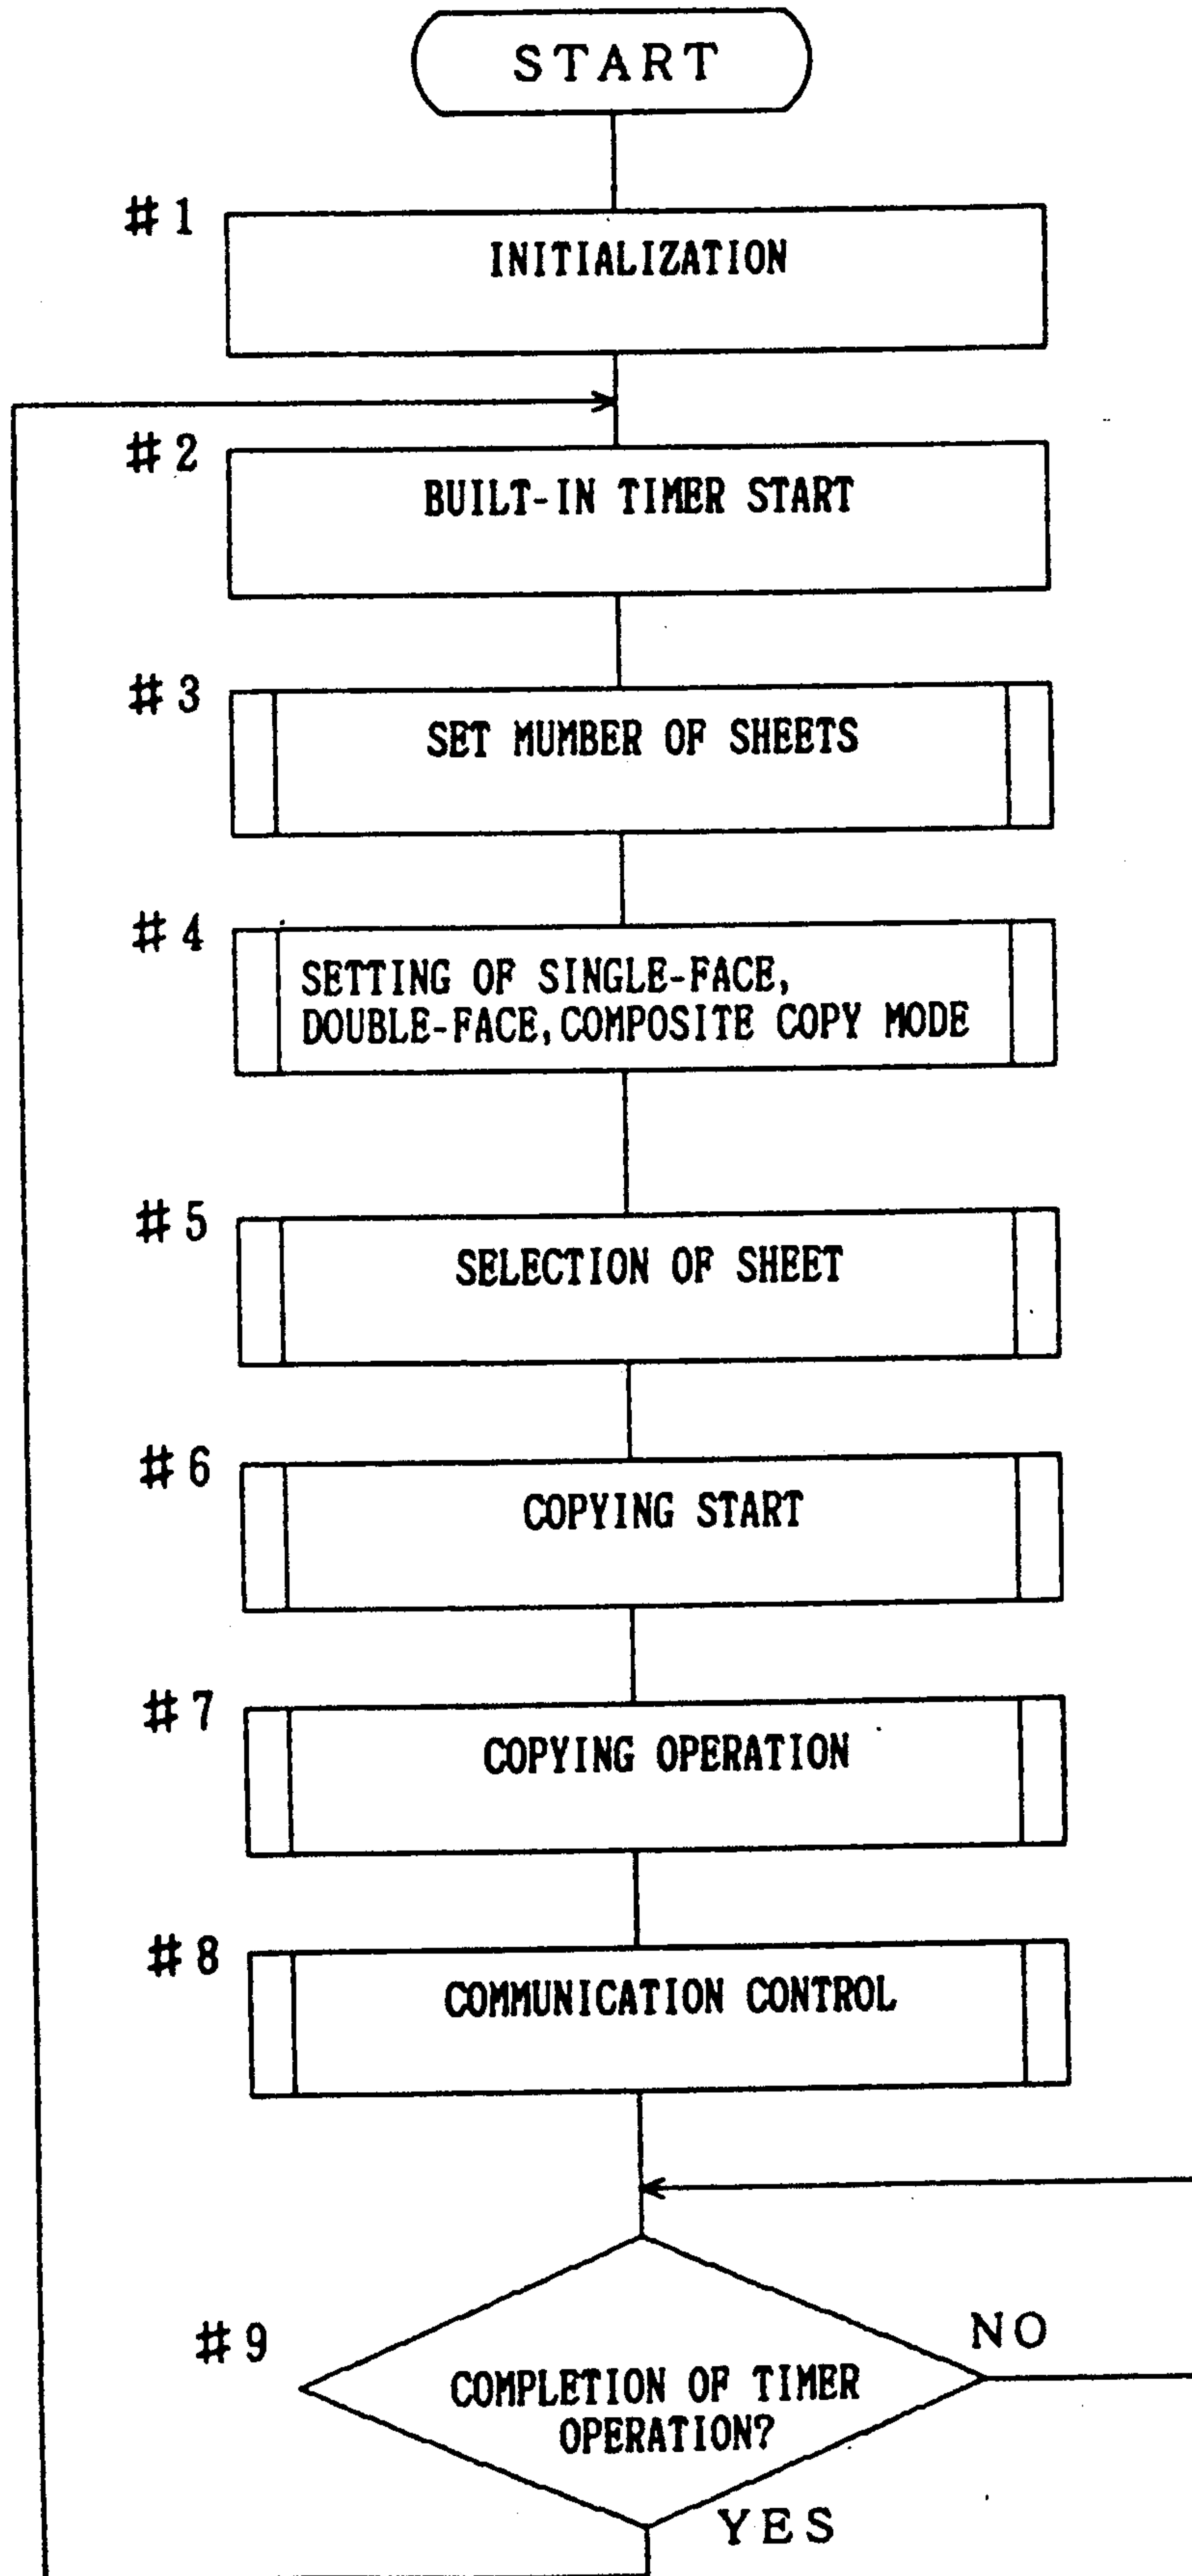 START
#1
INITIALIZATION
#2
BUILT-IN TIMER START
#3
SET MUMBER OF SHEETS
#4
SETTING OF SINGLE-FACE,
DOUBLE-FACE, COMPOSITE COPY MODE
#5
SELECTION OF SHEET
#6
COPYING START
#7
COPYING OPERATION
#8
COMMUNICATION CONTROL
#9
NO
COMPLETION OF TIMER
OPERATION?
YES